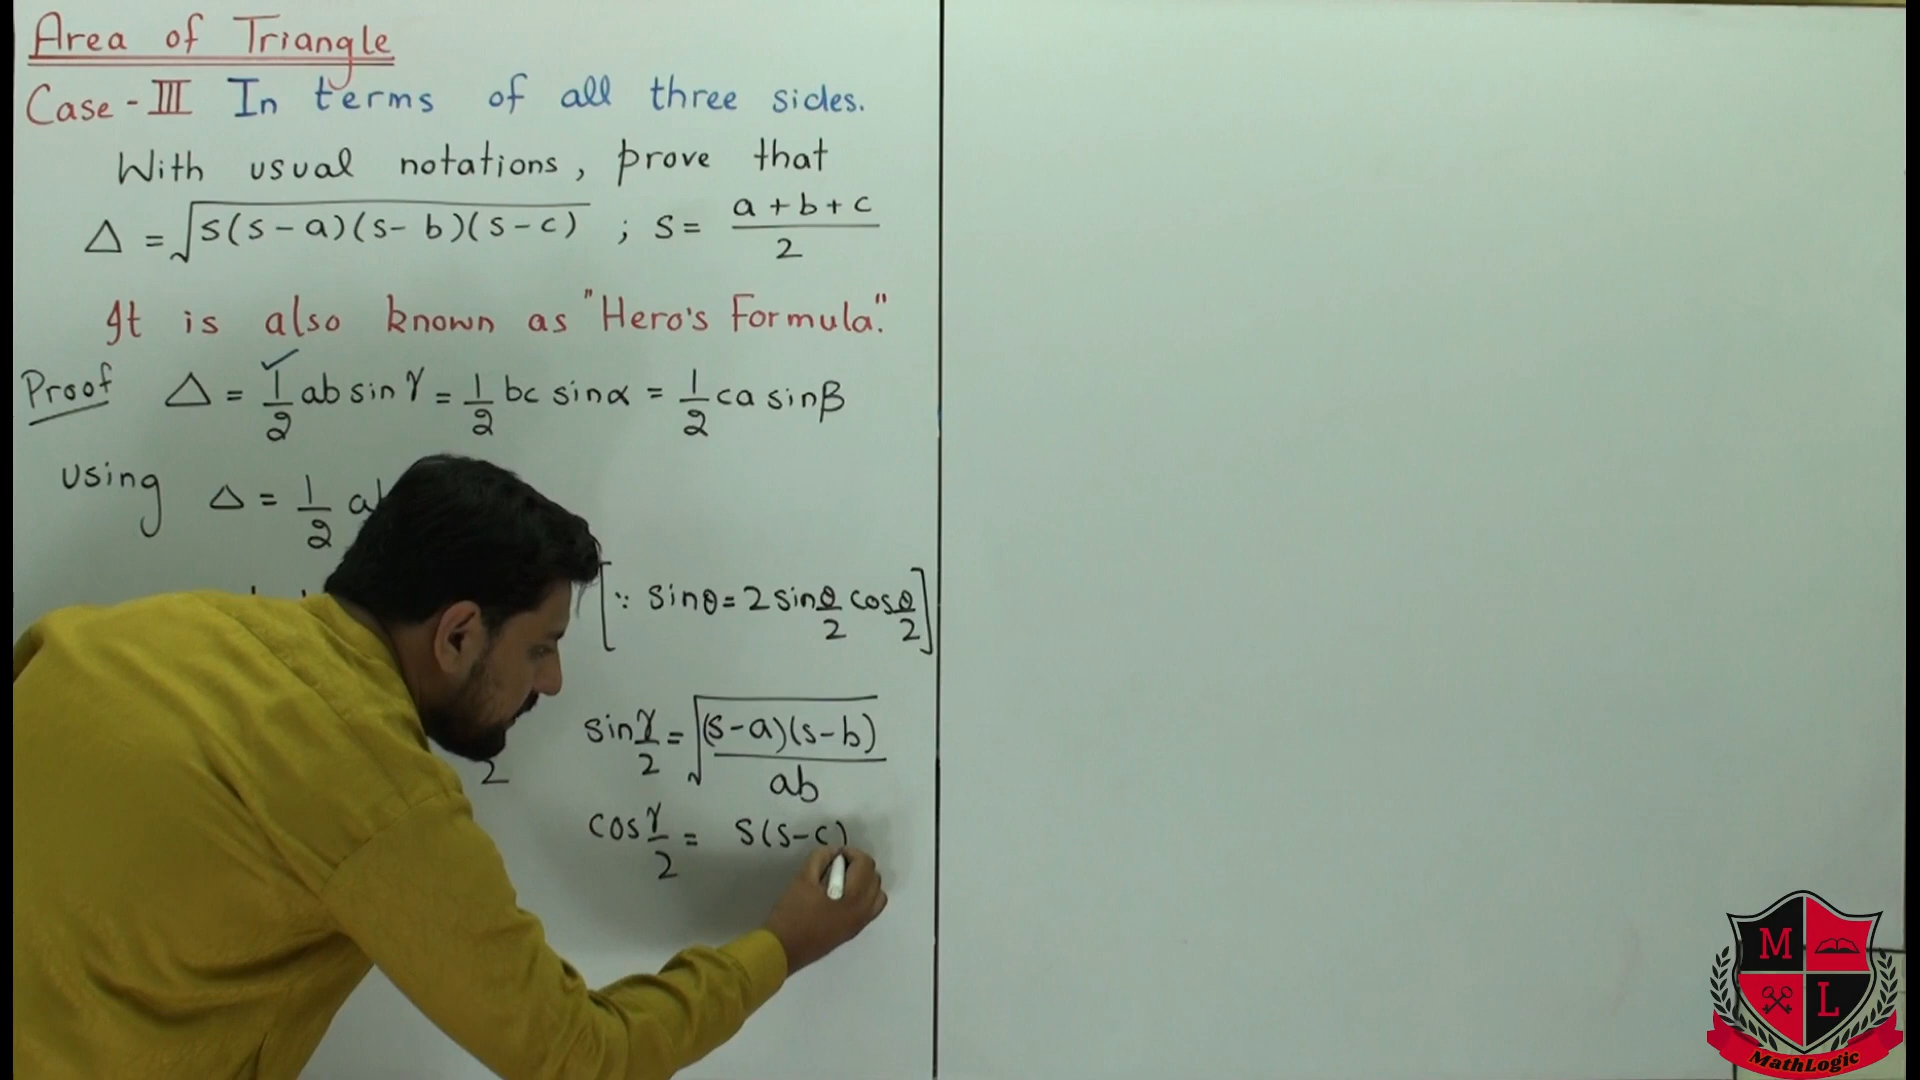 Area of Triangle
Case - III In terms of all three sides.
With usual notations, prove that
Δ = √s(s-a)(s-b)(s-c) ; s = a+b+c / 2
It is also known as "Hero's Formula."
Proof Δ = 1/2 ab sin γ = 1/2 bc sin α = 1/2 ca sin β
using Δ = 1/2
[∵ sin θ = 2 sin θ/2 cos θ/2]
sin γ/2 = √(s-a)(s-b) / ab
2
cos γ/2 = s(s-c)
M
L
MathLogic